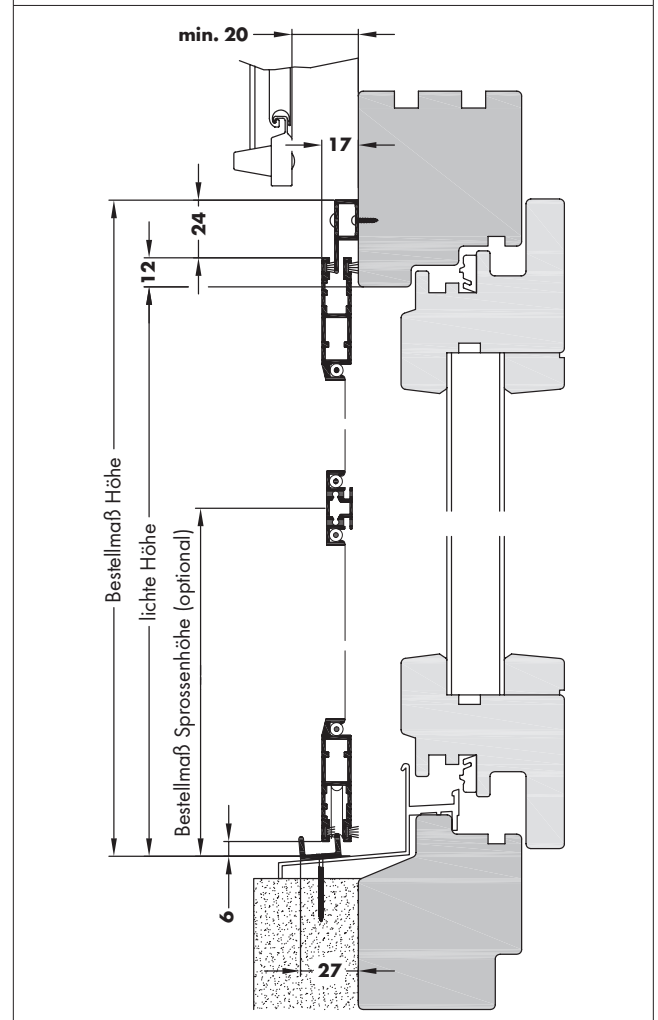 min. 20
17
24
12
Bestellmaß Höhe
lichte Höhe
Bestellmaß Sprossenhöhe (optional)
6
27